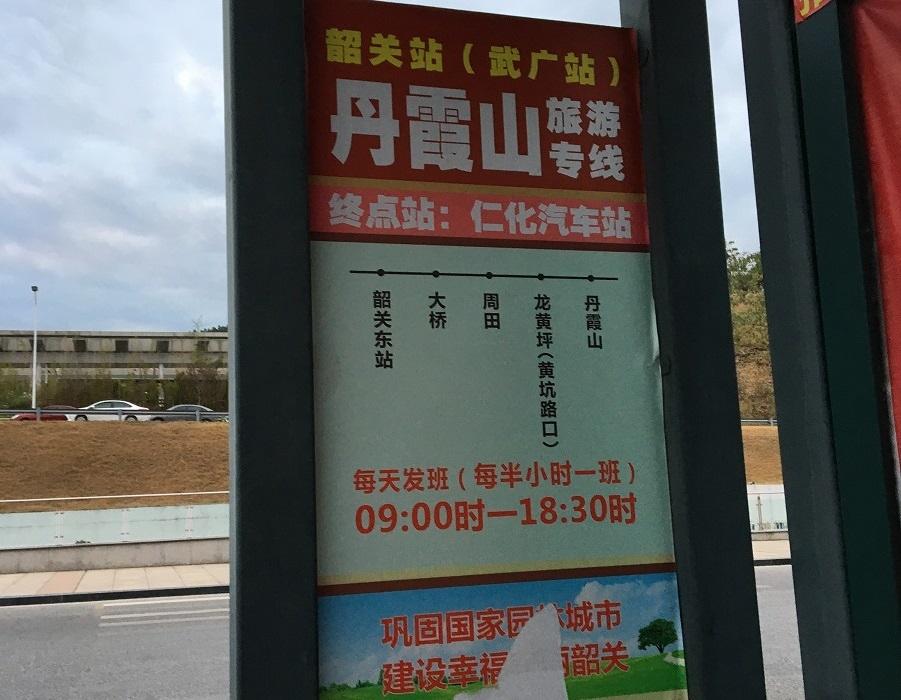 韶关站（武广站）
丹霞山旅游专线
终点站：仁化汽车站
韶关东站
大桥
周田
龙黄坪（黄坑路口）
丹霞山
每天发班（每半小时一班）
09:00时—18:30时
巩固国家园林城市
建设幸福 韶关